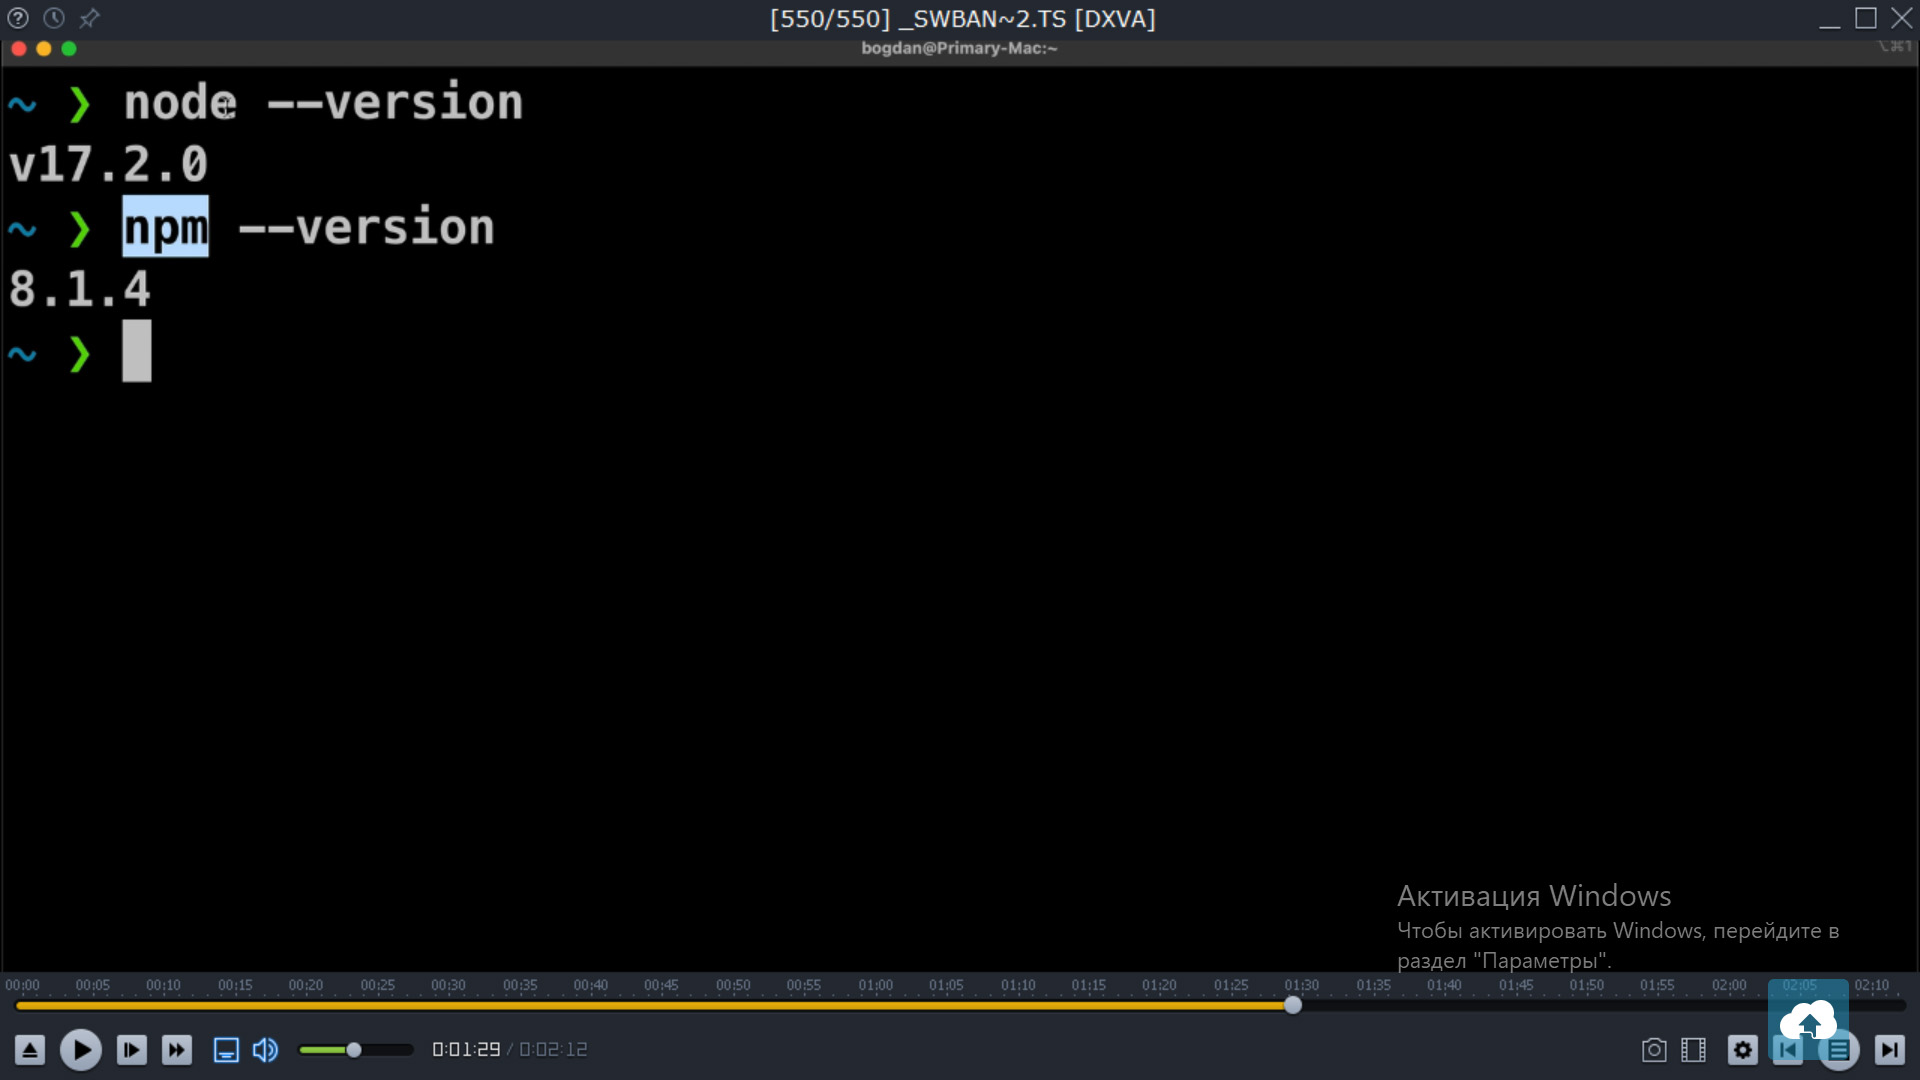 [550/550] _SWBAN~2.TS [DXVA]
bogdan@Primary-Mac:~
⌥⌘1
~ ❯ node --version
v17.2.0
~ ❯ npm --version
8.1.4
~ ❯
Активация Windows
Чтобы активировать Windows, перейдите в
раздел "Параметры".
00:00 00:05 00:10 00:15 00:20 00:25 00:30 00:35 00:40 00:45 00:50 00:55 01:00 01:05 01:10 01:15 01:20 01:25 01:30 01:35 01:40 01:45 01:50 01:55 02:00 02:05 02:10
0:01:29 / 0:02:12